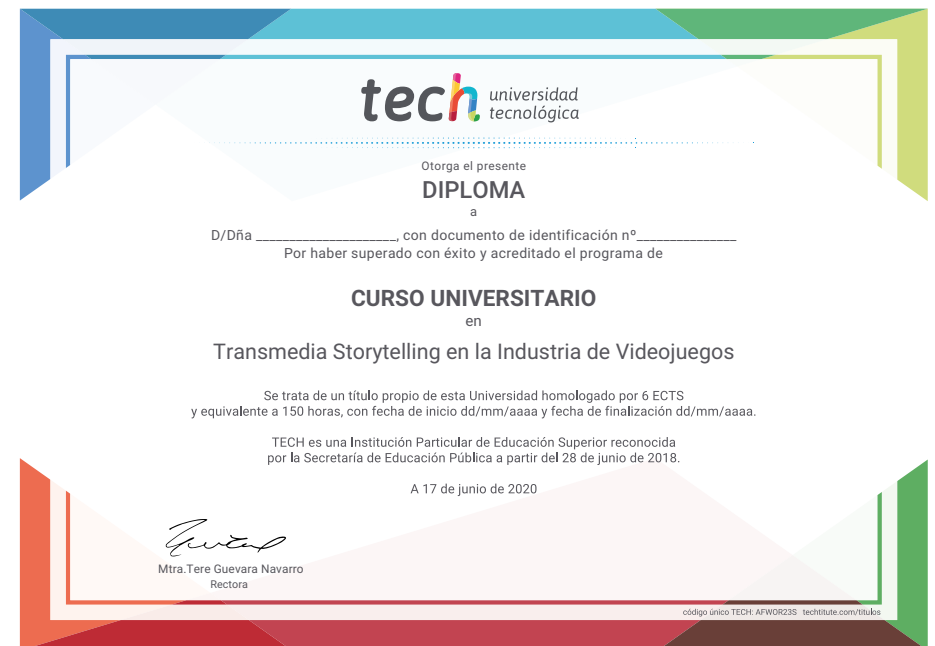 tech universidad
tecnológica
Otorga el presente
DIPLOMA
a
D/Dña _____________________, con documento de identificación nº_______________
Por haber superado con éxito y acreditado el programa de
CURSO UNIVERSITARIO
en
Transmedia Storytelling en la Industria de Videojuegos
Se trata de un título propio de esta Universidad homologado por 6 ECTS
y equivalente a 150 horas, con fecha de inicio dd/mm/aaaa y fecha de finalización dd/mm/aaaa.
TECH es una Institución Particular de Educación Superior reconocida
por la Secretaría de Educación Pública a partir del 28 de junio de 2018.
A 17 de junio de 2020
Mtra.Tere Guevara Navarro
Rectora
código único TECH: AFWOR23S techtitute.com/titulos